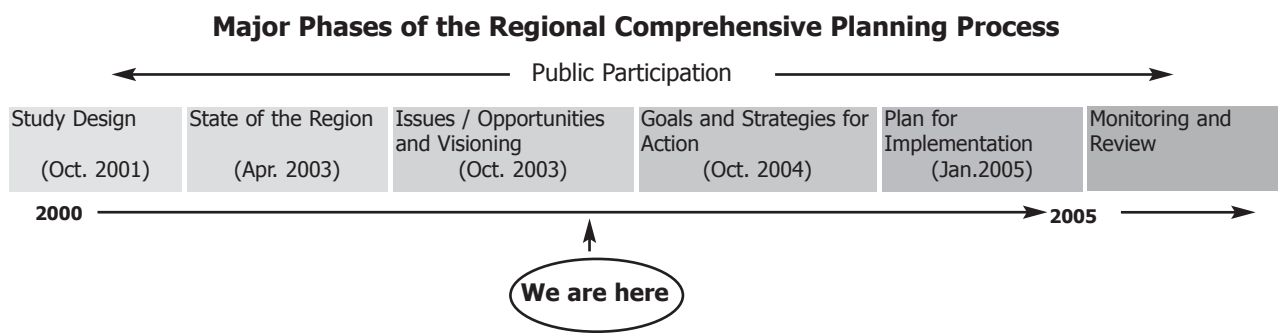 Major Phases of the Regional Comprehensive Planning Process
Public Participation
Study Design
(Oct. 2001)
State of the Region
(Apr. 2003)
Issues / Opportunities
and Visioning
(Oct. 2003)
Goals and Strategies for
Action
(Oct. 2004)
Plan for
Implementation
(Jan.2005)
Monitoring and
Review
2000
2005
We are here